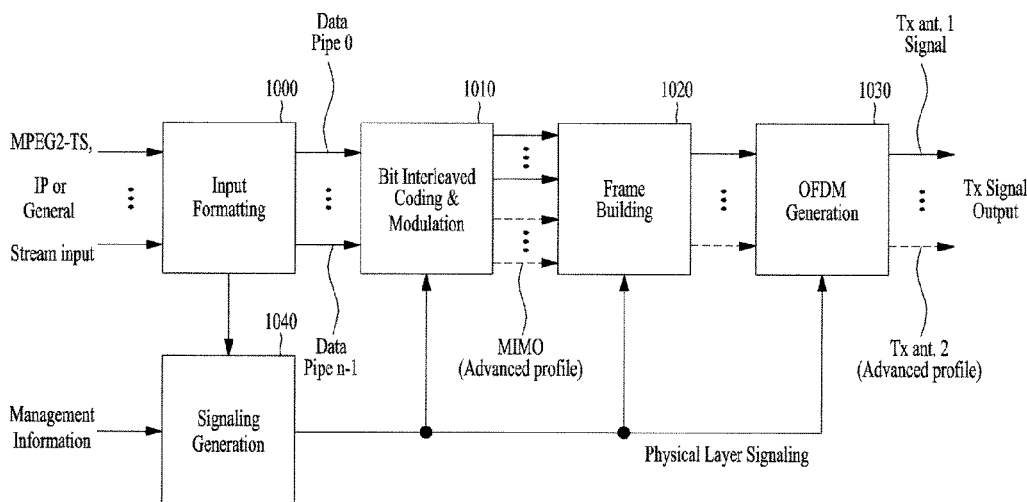 Data
Pipe 0
Tx ant. 1
Signal
1000
1010
1020
1030
MPEG2-TS,
IP or
General
Stream input
Input
Formatting
Bit Interleaved
Coding &
Modulation
Frame
Building
OFDM
Generation
Tx Signal
Output
1040
Data
Pipe n-1
MIMO
(Advanced profile)
Tx ant. 2
(Advanced profile)
Management
Information
Signaling
Generation
Physical Layer Signaling